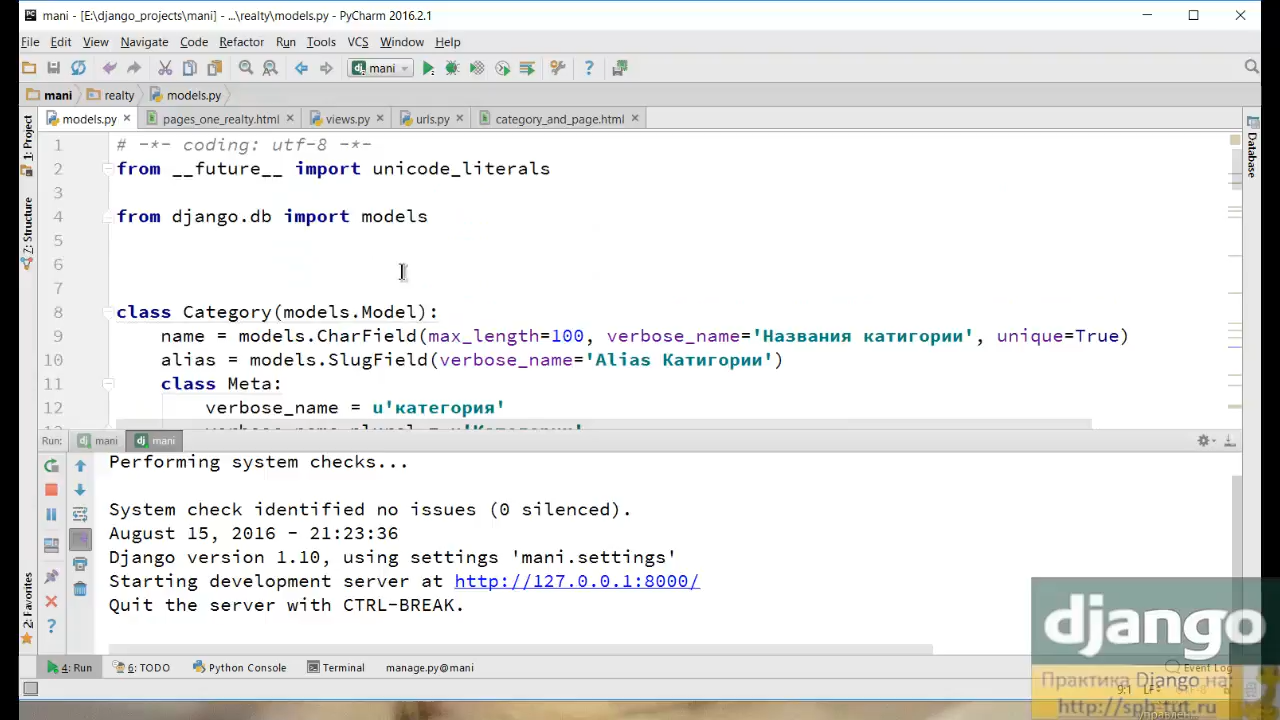 mani - [E:\django_projects\mani] - ...\realty\models.py - PyCharm 2016.2.1
File Edit View Navigate Code Refactor Run Tools VCS Window Help
mani
mani realty models.py
models.py pages_one_realty.html views.py urls.py category_and_page.html
1: Project
Z: Structure
2: Favorites
Database
1 # -*- coding: utf-8 -*-
2 from __future__ import unicode_literals
3
4 from django.db import models
5
6
7
8 class Category(models.Model):
9 name = models.CharField(max_length=100, verbose_name='Названия катигории', unique=True)
10 alias = models.SlugField(verbose_name='Alias Катигории')
11 class Meta:
12 verbose_name = u'категория'
Run: mani mani
Performing system checks...
System check identified no issues (0 silenced).
August 15, 2016 - 21:23:36
Django version 1.10, using settings 'mani.settings'
Starting development server at http://127.0.0.1:8000/
Quit the server with CTRL-BREAK.
4: Run 6: TODO Python Console Terminal manage.py@mani Event Log
9:1
django
Практика Django на:
http://spb-tut.ru